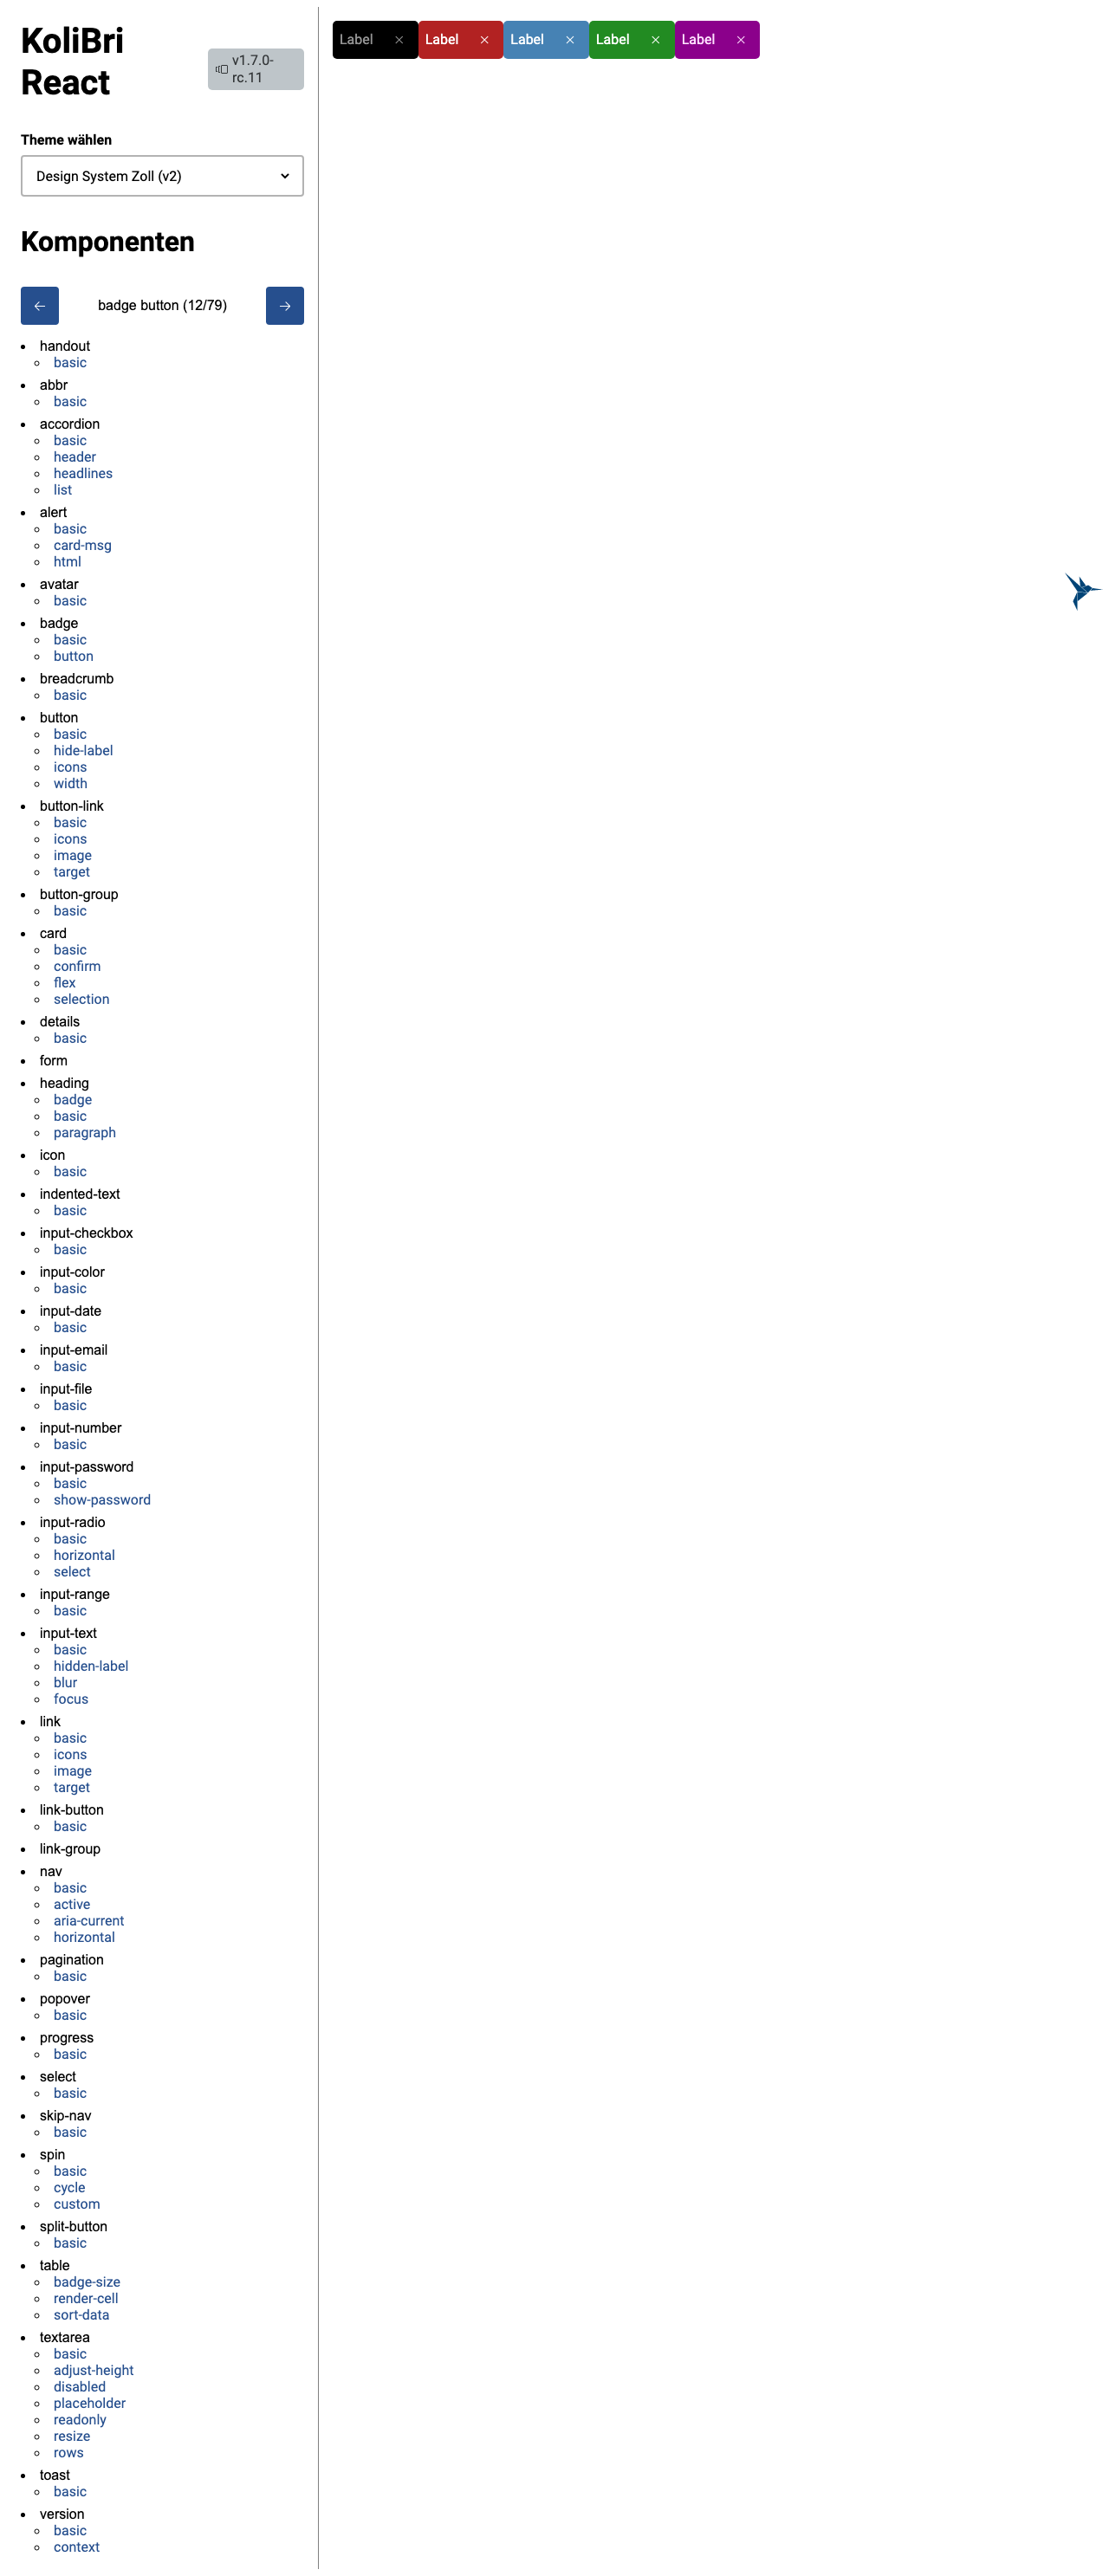 KoliBri
React
v1.7.0-
rc.11
Theme wählen
Design System Zoll (v2)
Komponenten
badge button (12/79)
handout
basic
abbr
basic
accordion
basic
header
headlines
list
alert
basic
card-msg
html
avatar
basic
badge
basic
button
breadcrumb
basic
button
basic
hide-label
icons
width
button-link
basic
icons
image
target
button-group
basic
card
basic
confirm
flex
selection
details
basic
form
heading
badge
basic
paragraph
icon
basic
indented-text
basic
input-checkbox
basic
input-color
basic
input-date
basic
input-email
basic
input-file
basic
input-number
basic
input-password
basic
show-password
input-radio
basic
horizontal
select
input-range
basic
input-text
basic
hidden-label
blur
focus
link
basic
icons
image
target
link-button
basic
link-group
nav
basic
active
aria-current
horizontal
pagination
basic
popover
basic
progress
basic
select
basic
skip-nav
basic
spin
basic
cycle
custom
split-button
basic
table
badge-size
render-cell
sort-data
textarea
basic
adjust-height
disabled
placeholder
readonly
resize
rows
toast
basic
version
basic
context
Label Label Label Label Label